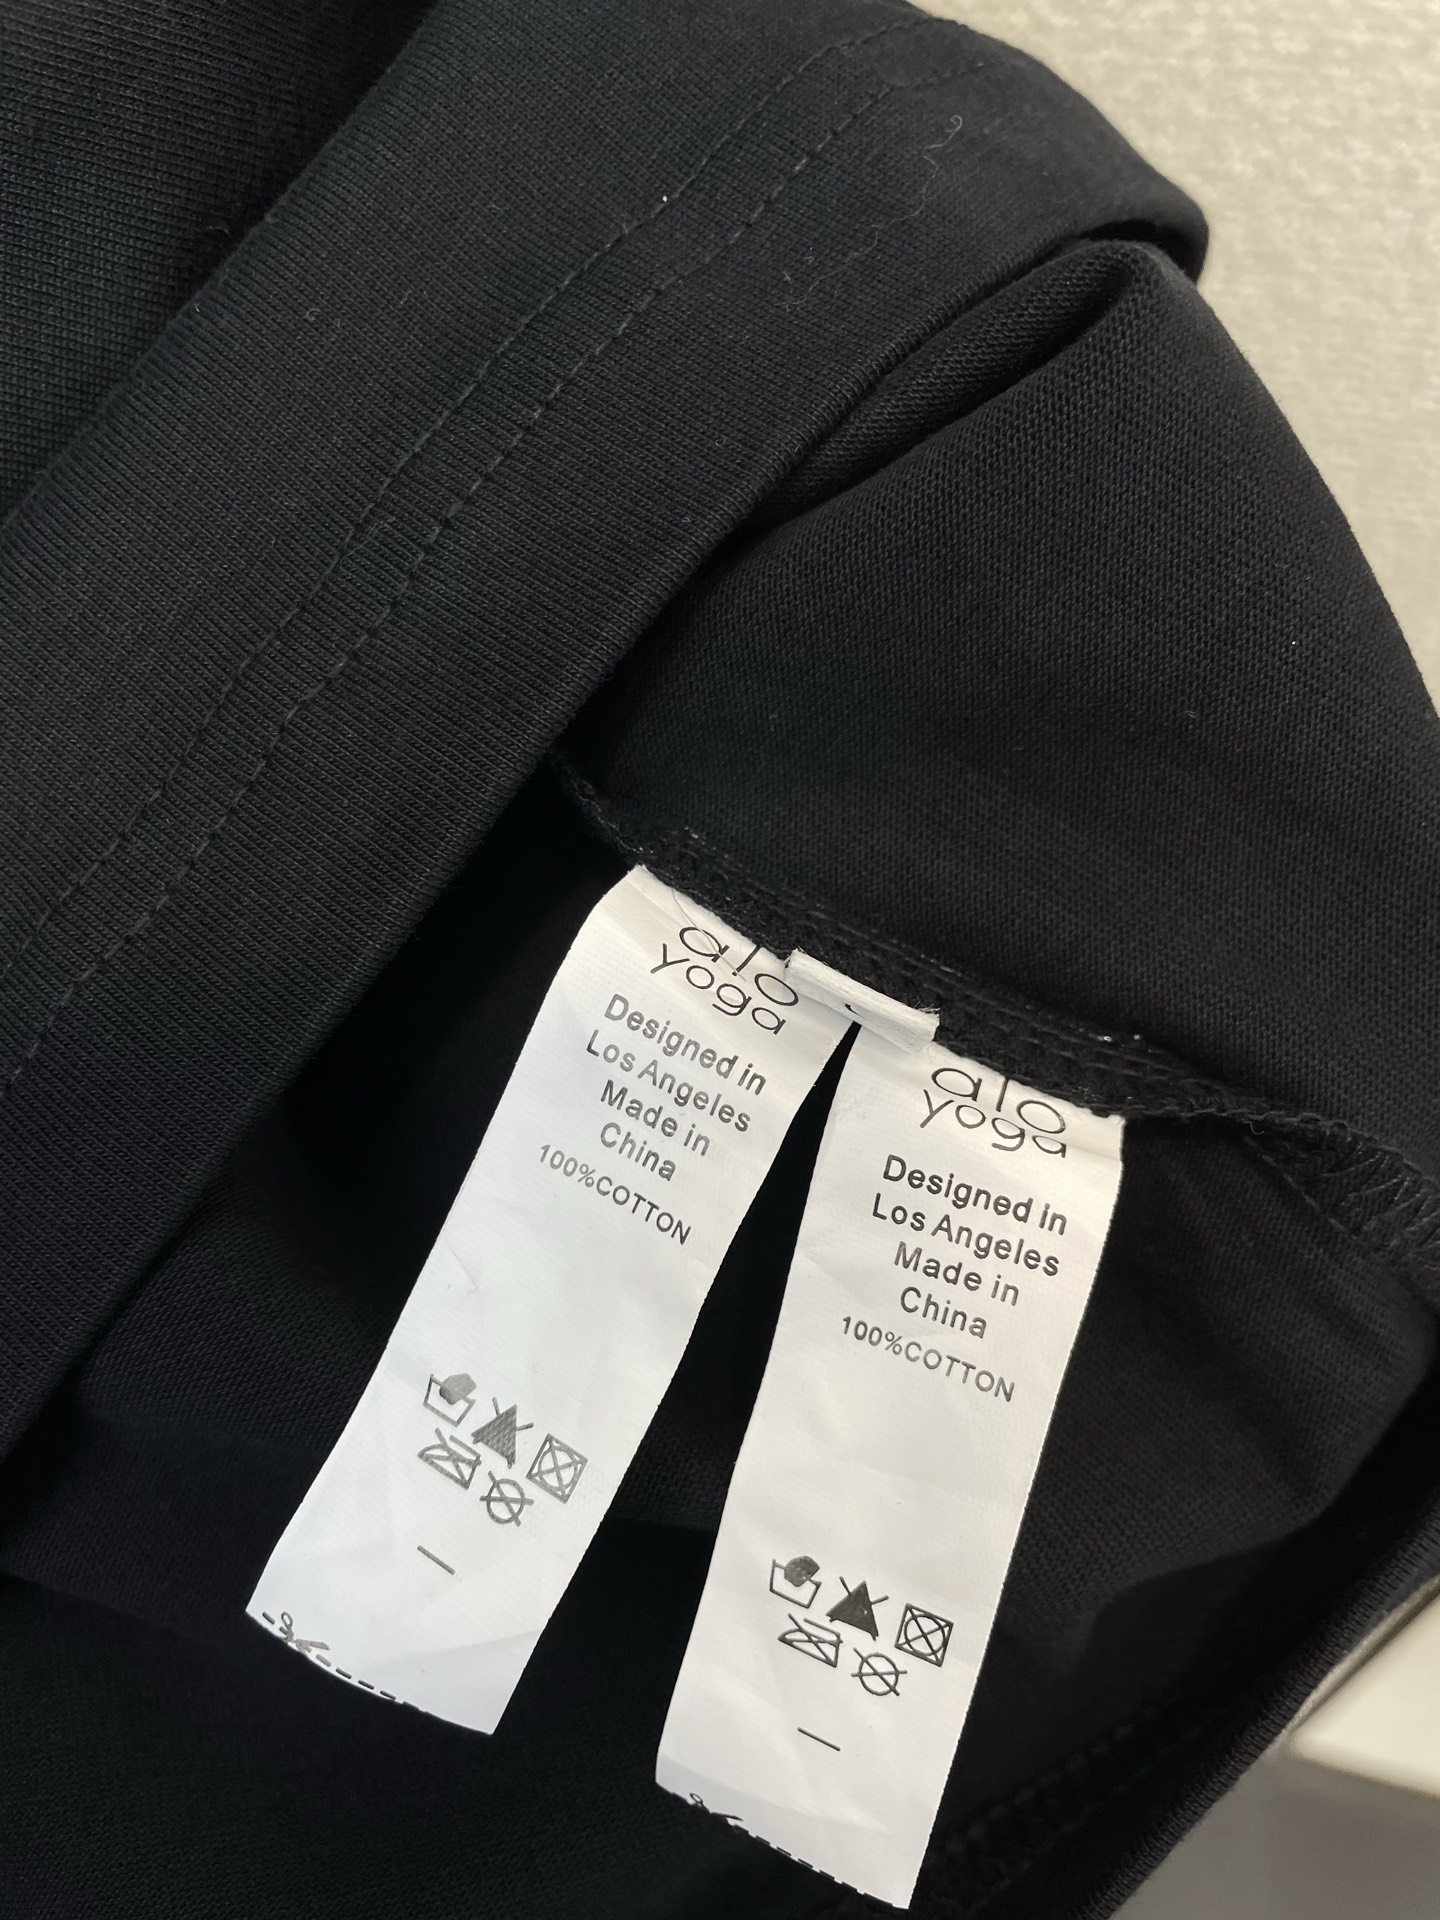 alo
yoga
Designed in
Los Angeles
Made in
China
100%COTTON
alo
yoga
Designed in
Los Angeles
Made in
China
100%COTTON